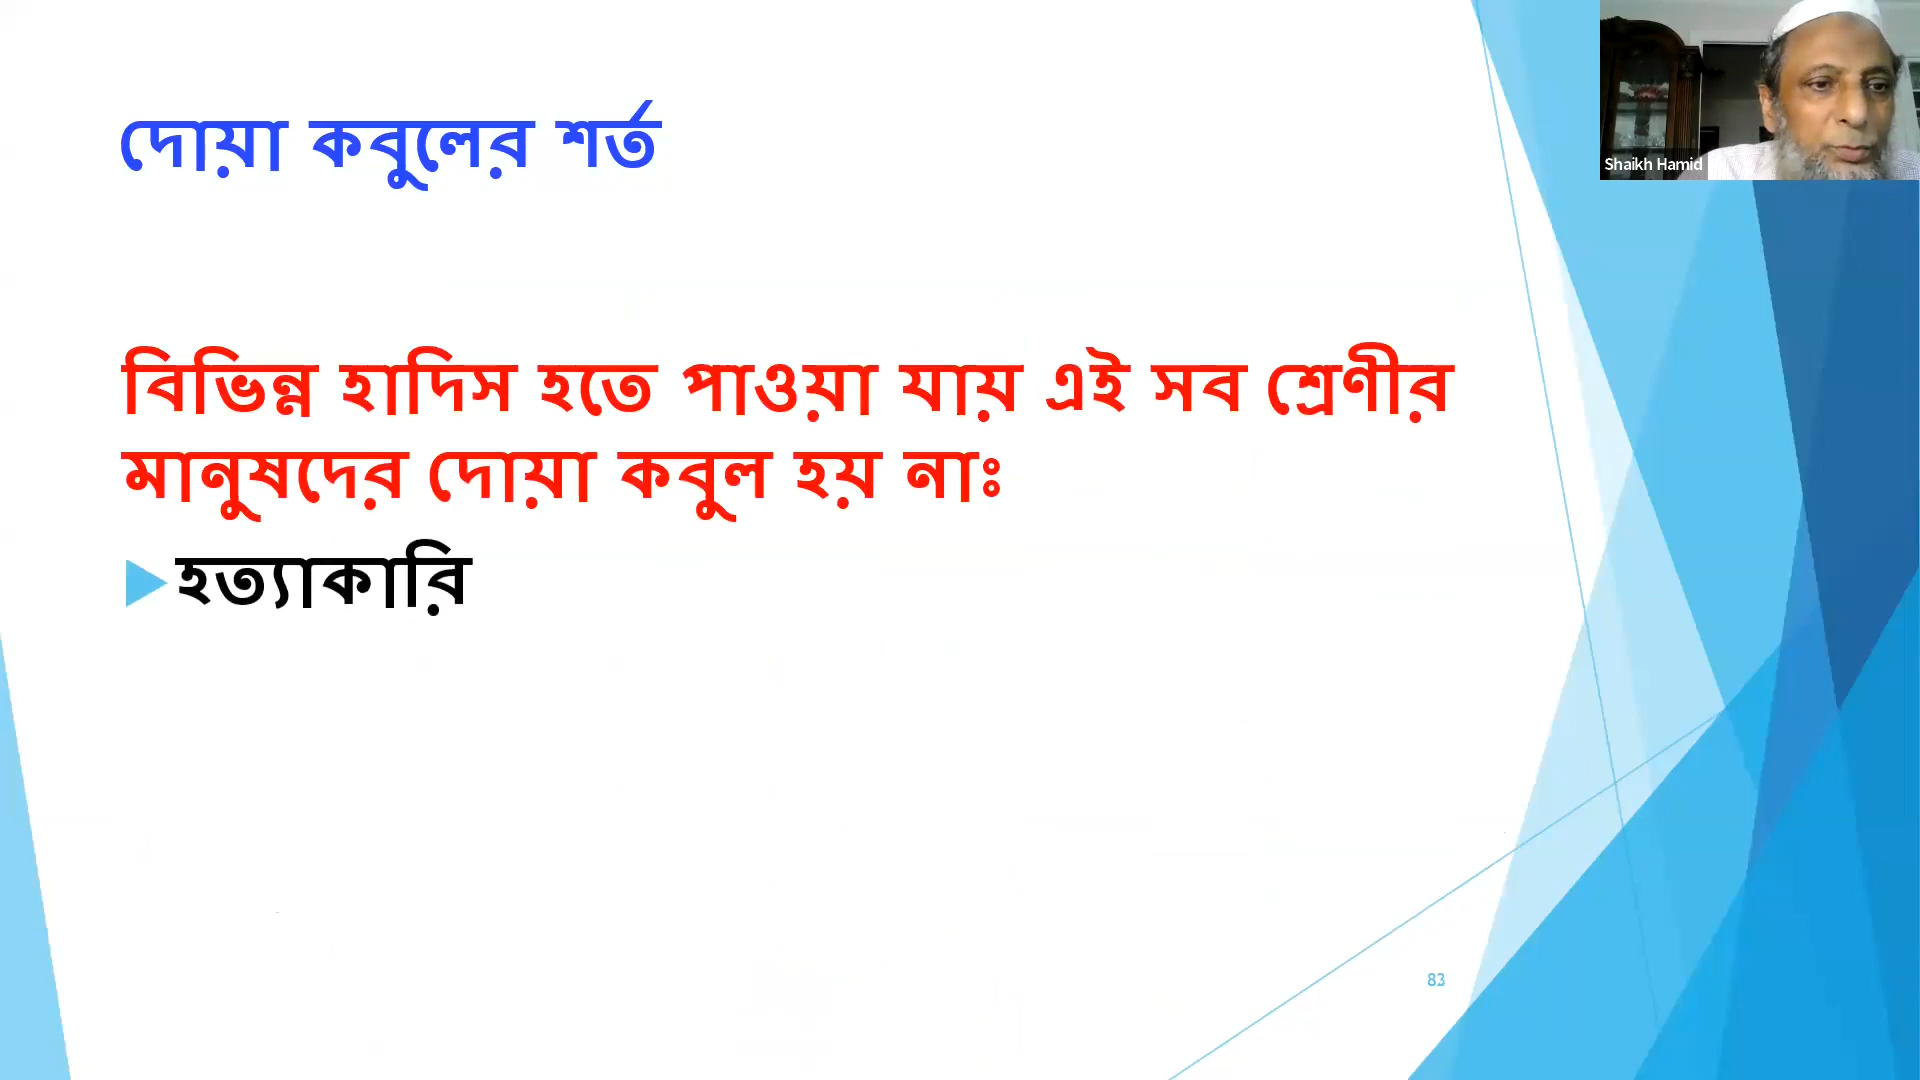 দোয়া কবুলের শর্ত
Shaikh Hamid
বিভিন্ন হাদিস হতে পাওয়া যায় এই সব শ্রেণীর
মানুষদের দোয়া কবুল হয় নাঃ
হত্যাকারি
83